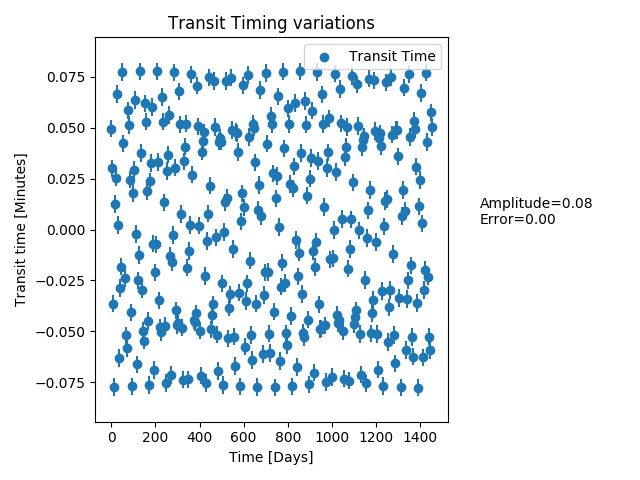 Transit Timing variations
Transit Time
0.075
0.050
0.025
0.000
−0.025
−0.050
−0.075
Transit time [Minutes]
0 200 400 600 800 1000 1200 1400
Time [Days]
Amplitude=0.08
Error=0.00